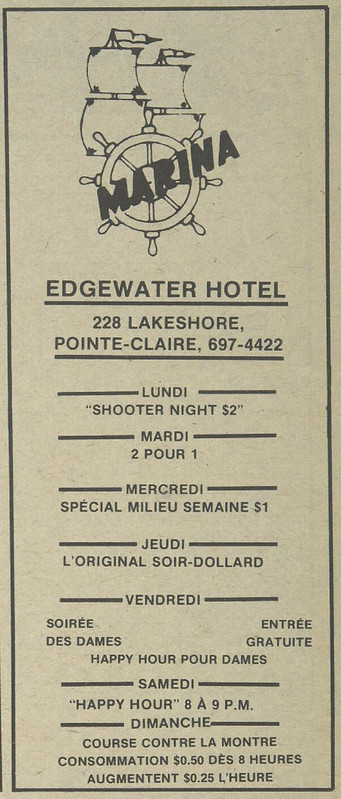 MARINA
EDGEWATER HOTEL
228 LAKESHORE,
POINTE-CLAIRE, 697-4422
LUNDI
“SHOOTER NIGHT $2”
MARDI
2 POUR 1
MERCREDI
SPÉCIAL MILIEU SEMAINE $1
JEUDI
L’ORIGINAL SOIR-DOLLARD
VENDREDI
SOIRÉE ENTRÉE
DES DAMES GRATUITE
HAPPY HOUR POUR DAMES
SAMEDI
“HAPPY HOUR” 8 À 9 P.M.
DIMANCHE
COURSE CONTRE LA MONTRE
CONSOMMATION $0.50 DÈS 8 HEURES
AUGMENTENT $0.25 L’HEURE